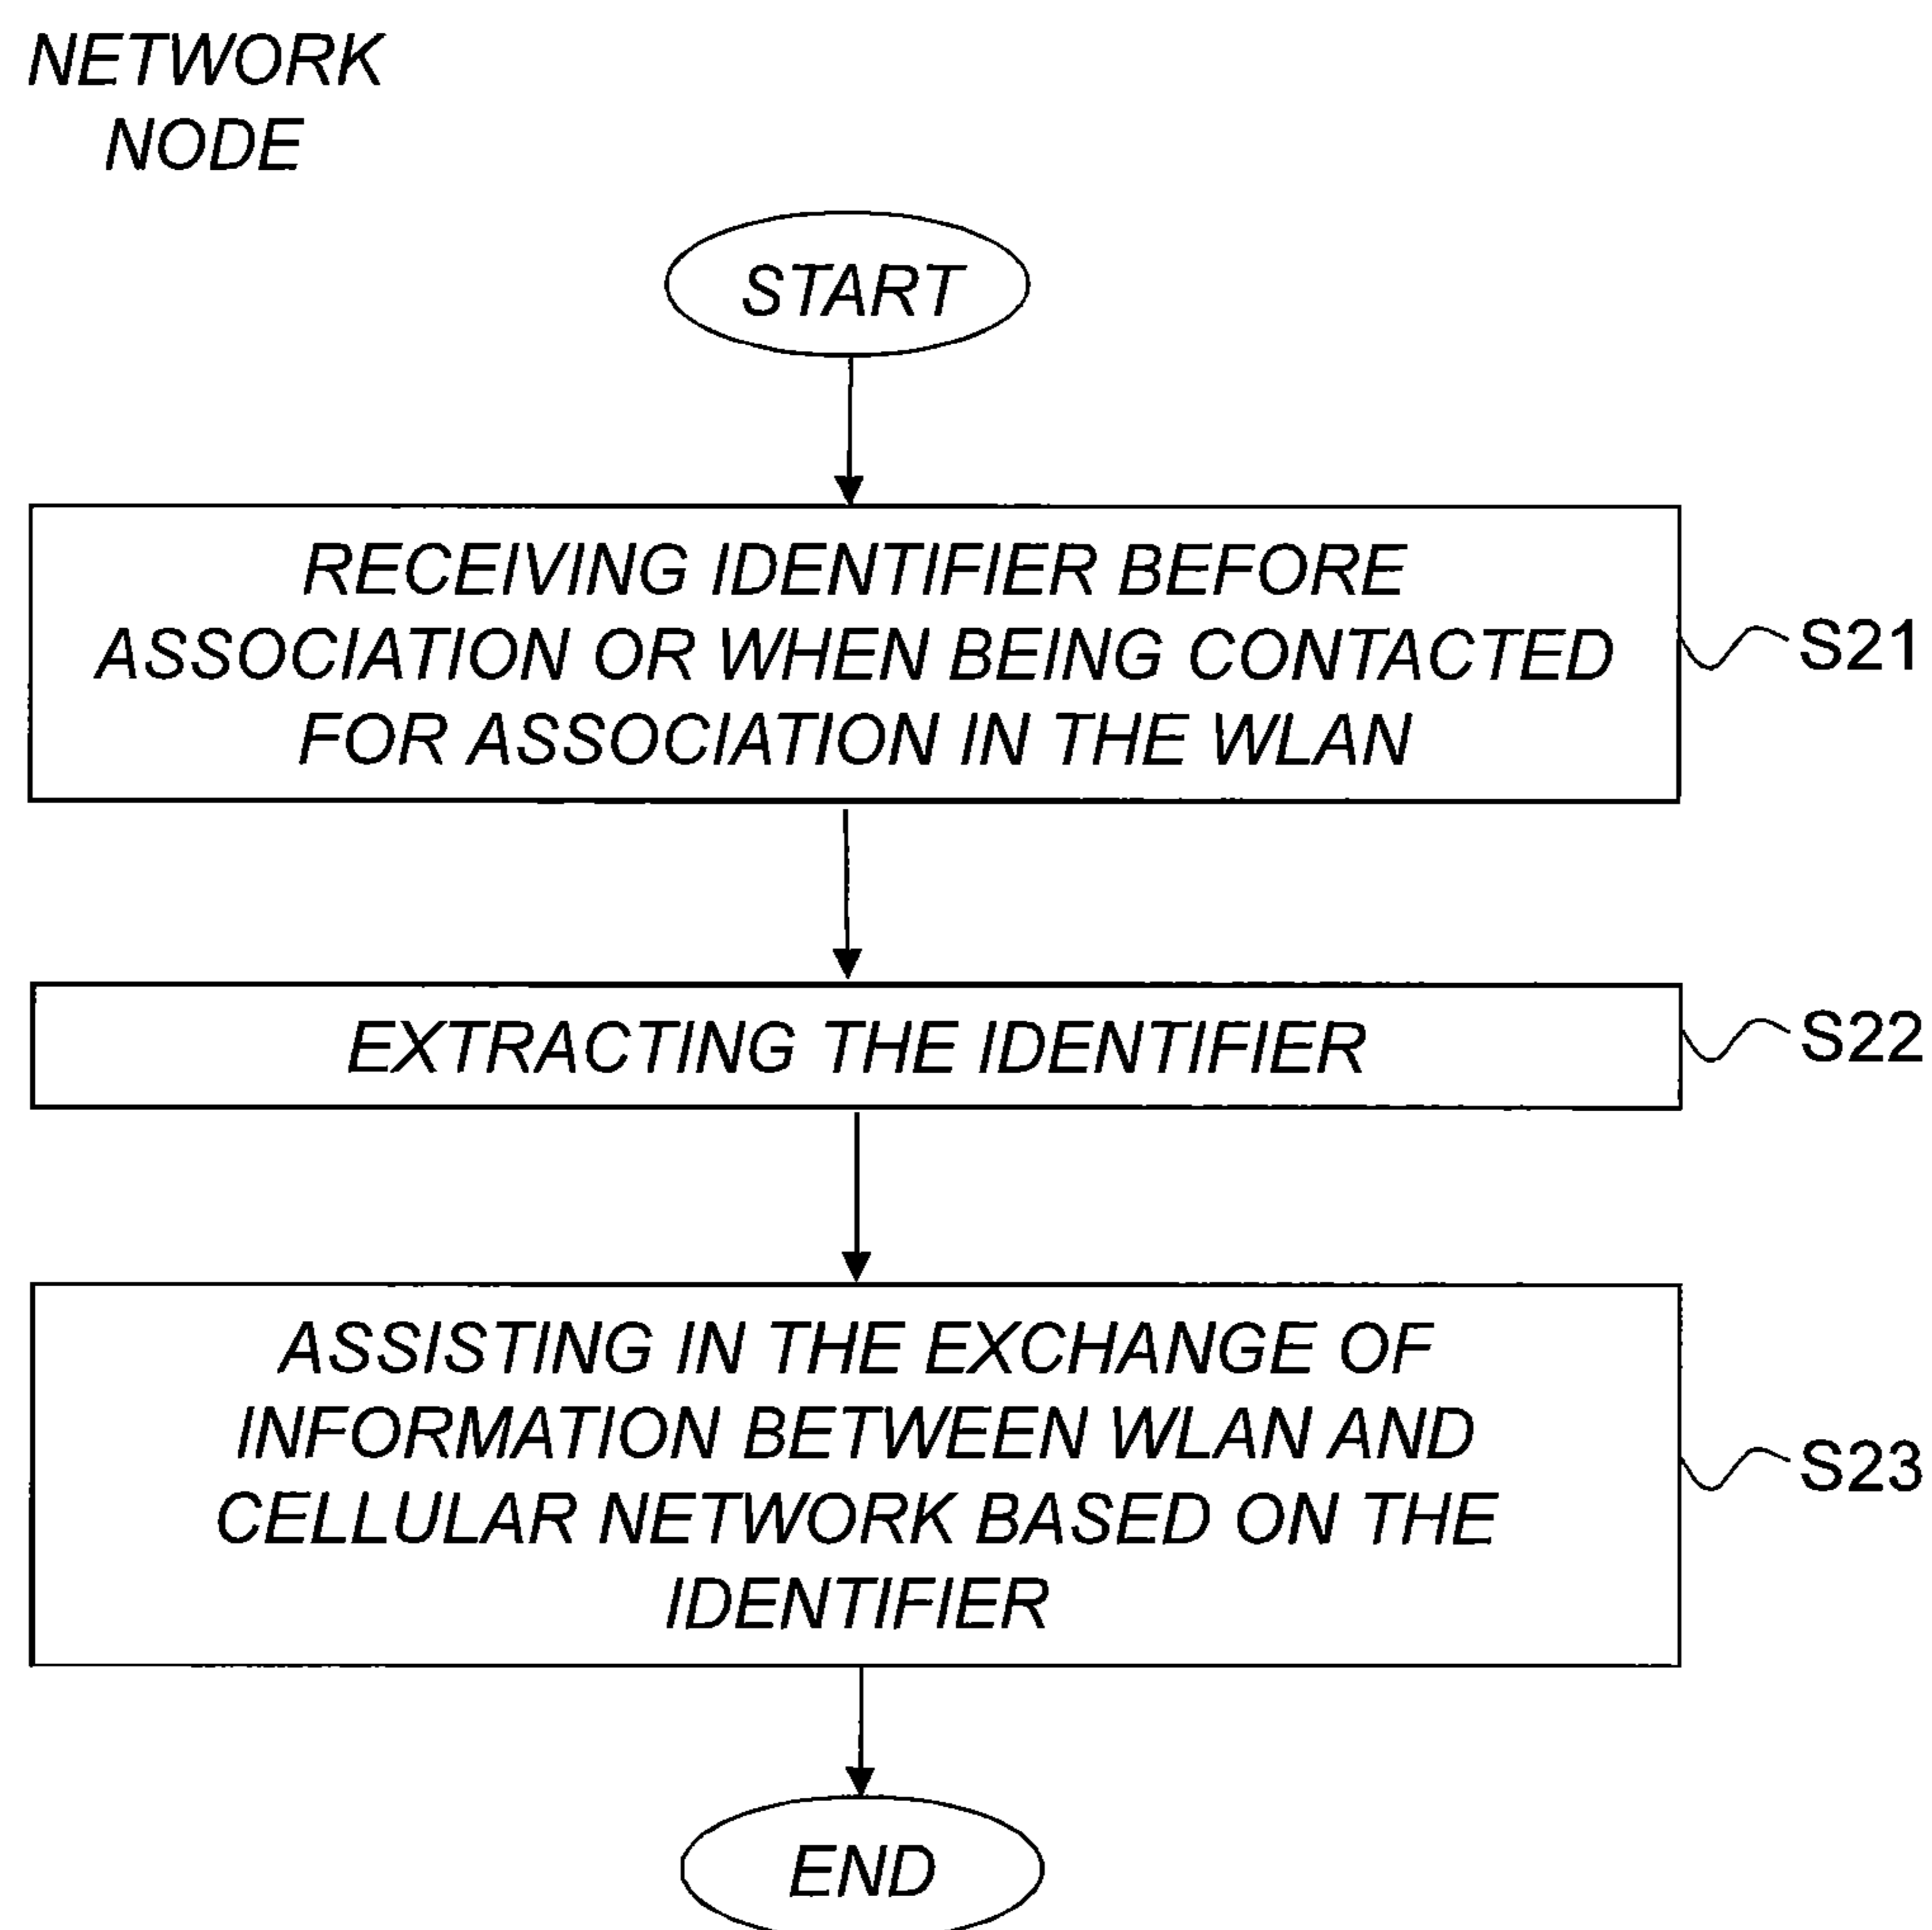 NETWORK
NODE
START
RECEIVING IDENTIFIER BEFORE
ASSOCIATION OR WHEN BEING CONTACTED
FOR ASSOCIATION IN THE WLAN
S21
EXTRACTING THE IDENTIFIER
S22
ASSISTING IN THE EXCHANGE OF
INFORMATION BETWEEN WLAN AND
CELLULAR NETWORK BASED ON THE
IDENTIFIER
S23
END